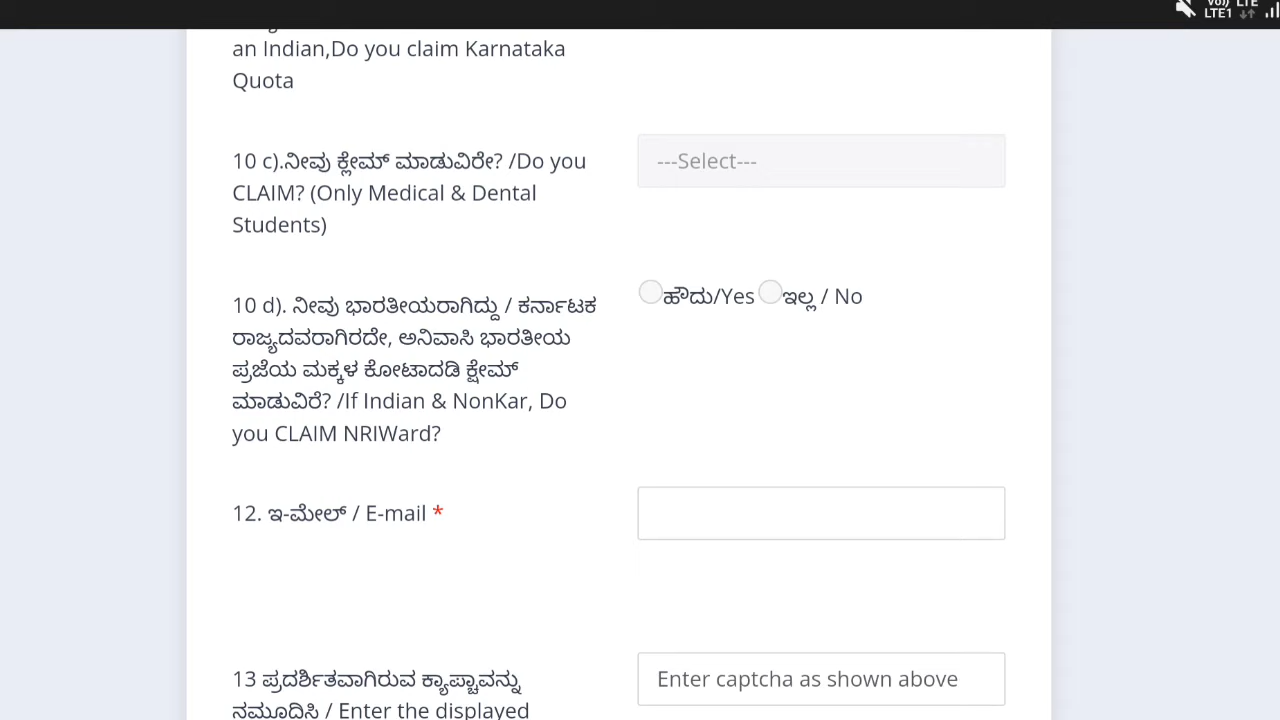 LTE
LTE1
an Indian,Do you claim Karnataka
Quota
10 c).ನೀವು ಕ್ಲೇಮ್ ಮಾಡುವಿರೇ? /Do you
CLAIM? (Only Medical & Dental
Students)
---Select---
10 d). ನೀವು ಭಾರತೀಯರಾಗಿದ್ದು / ಕರ್ನಾಟಕ
ರಾಜ್ಯದವರಾಗಿರದೇ, ಅನಿವಾಸಿ ಭಾರತೀಯ
ಪ್ರಜೆಯ ಮಕ್ಕಳ ಕೋಟಾದಡಿ ಕ್ಲೇಮ್
ಮಾಡುವಿರೆ? /If Indian & NonKar, Do
you CLAIM NRIWard?
ಹೌದು/Yes ಇಲ್ಲ / No
12. ಇ-ಮೇಲ್ / E-mail *
13 ಪ್ರದರ್ಶಿತವಾಗಿರುವ ಕ್ಯಾಪ್ಚಾವನ್ನು
ನಮೂದಿಸಿ / Enter the displayed
Enter captcha as shown above